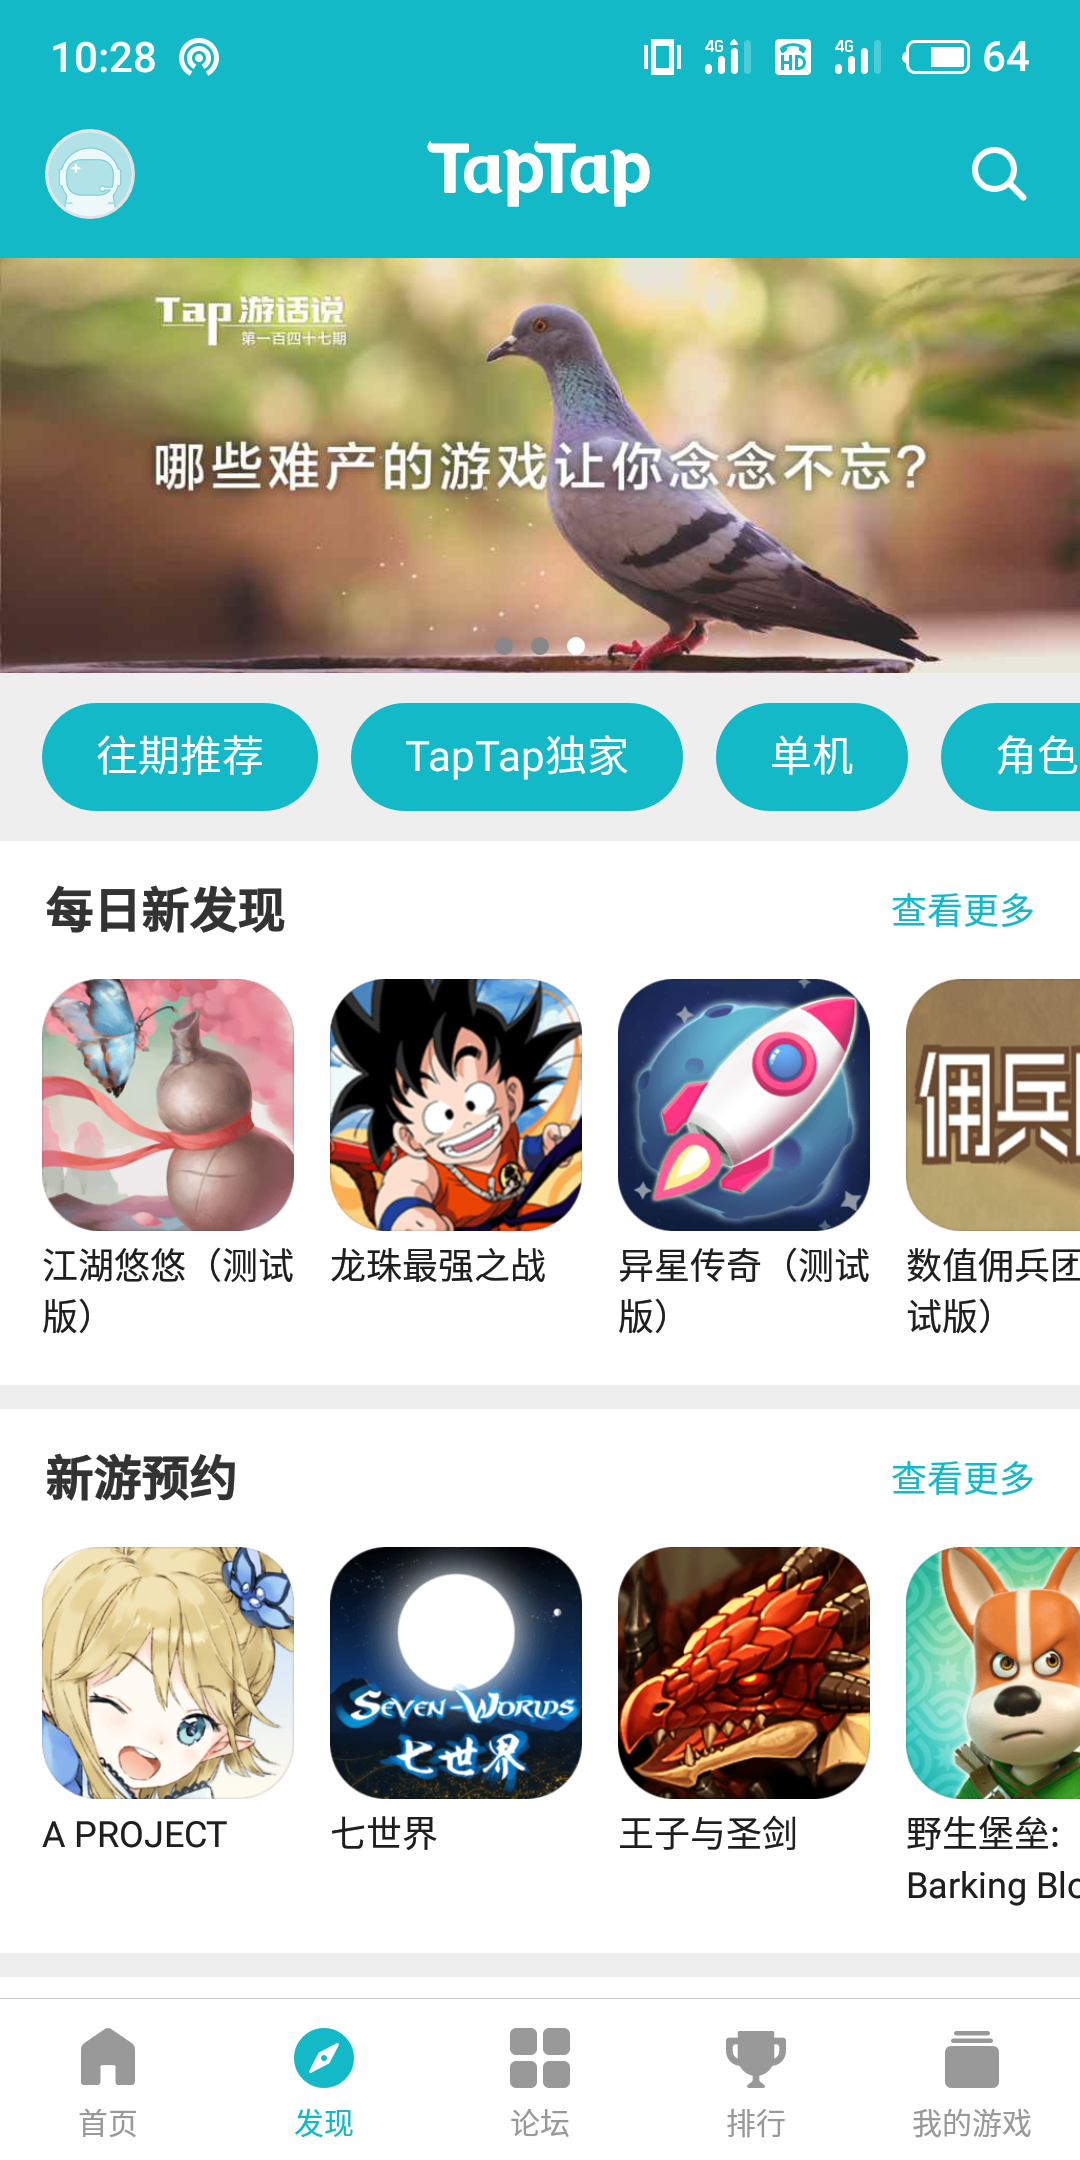 10:28
4G
HD
4G
64
TapTap
Tap 游话说
第一百四十七期
哪些难产的游戏让你念念不忘?
往期推荐
TapTap独家
单机
角色
每日新发现
查看更多
佣兵
江湖悠悠（测试版）
龙珠最强之战
异星传奇（测试版）
数值佣兵团
试版）
新游预约
查看更多
SEVEN-WORLDS
七世界
A PROJECT
七世界
王子与圣剑
野生堡垒:
Barking Blo
首页
发现
论坛
排行
我的游戏